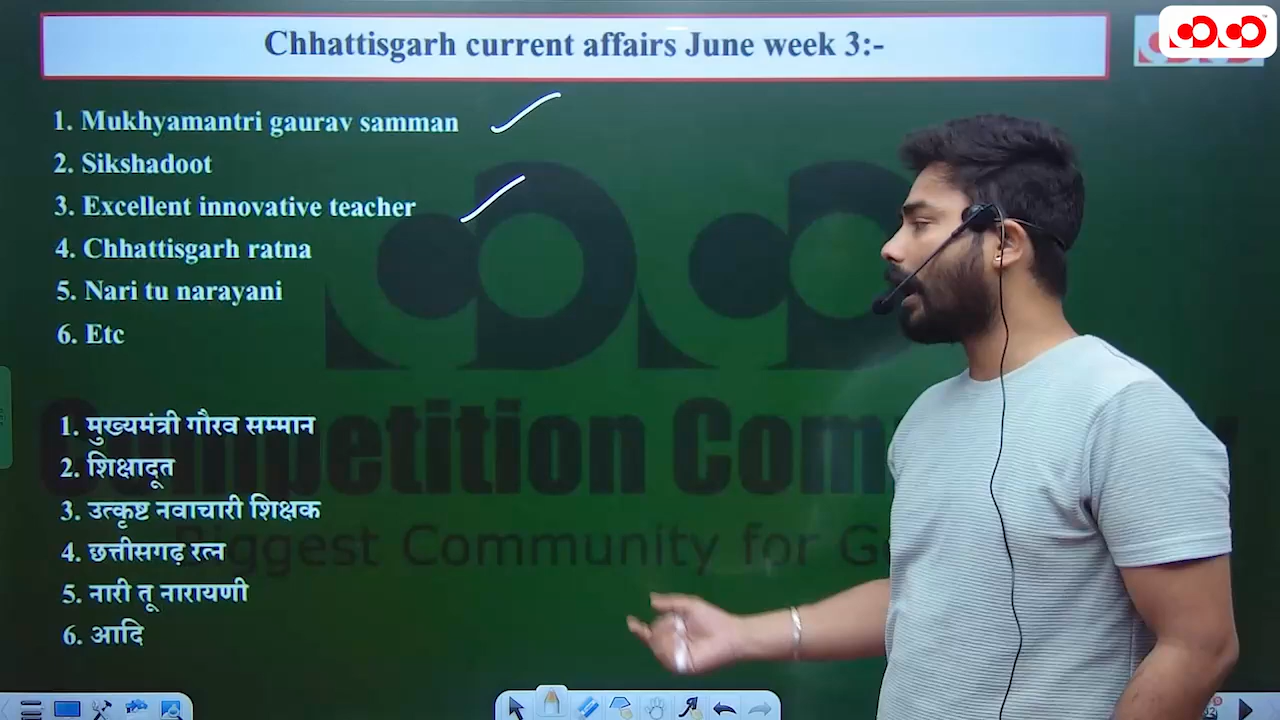 Chhattisgarh current affairs June week 3:-
1. Mukhyamantri gaurav samman
2. Sikshadoot
3. Excellent innovative teacher
4. Chhattisgarh ratna
5. Nari tu narayani
6. Etc
1. मुख्यमंत्री गौरव सम्मान
2. शिक्षादूत
3. उत्कृष्ट नवाचारी शिक्षक
4. छत्तीसगढ़ रत्न
5. नारी तू नारायणी
6. आदि
Competition Comm
Biggest Community for G